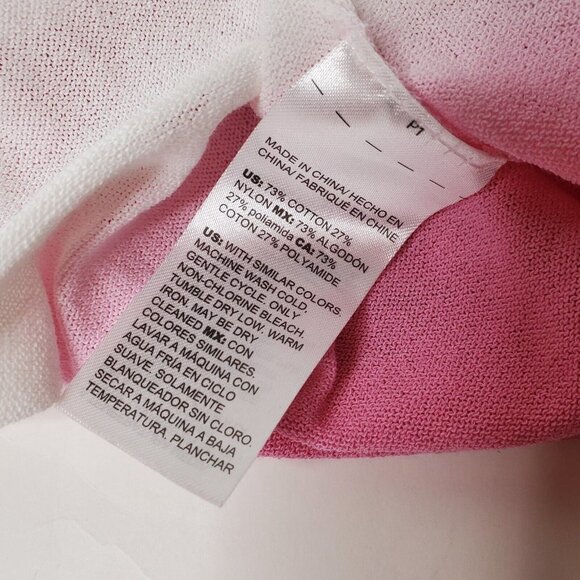 P1
MADE IN CHINA/ HECHO EN
CHINA/ FABRIQUÉ EN CHINE
US: 73% COTTON 27%
NYLON MX: 73% ALGODÓN
27% poliamida CA: 73%
COTON 27% POLYAMIDE
US: WITH SIMILAR COLORS.
MACHINE WASH COLD.
GENTLE CYCLE. ONLY
NON-CHLORINE BLEACH.
TUMBLE DRY LOW. WARM
IRON. MAY BE DRY
CLEANED MX: CON
COLORES SIMILARES.
LAVAR A MÁQUINA CON
AGUA FRÍA EN CICLO
SUAVE. SOLAMENTE
BLANQUEADOR SIN CLORO
SECAR A MÁQUINA A BAJA
TEMPERATURA. PLANCHAR